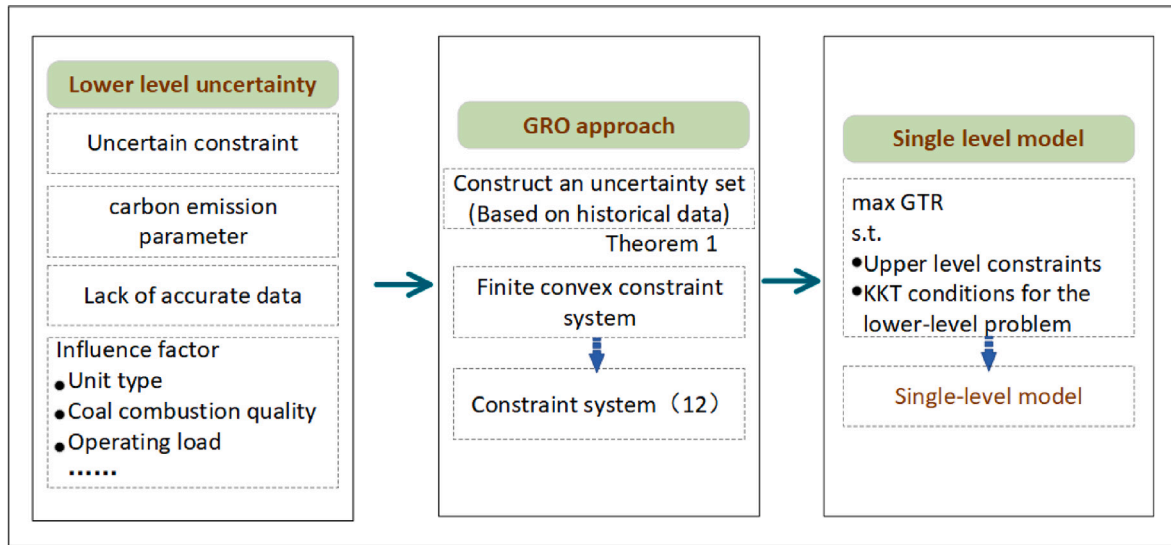 Lower level uncertainty
Uncertain constraint
carbon emission
parameter
Lack of accurate data
Influence factor
● Unit type
● Coal combustion quality
● Operating load
......
GRO approach
Construct an uncertainty set
(Based on historical data)
Theorem 1
Finite convex constraint
system
Constraint system（12）
Single level model
max GTR
s.t.
● Upper level constraints
● KKT conditions for the
lower-level problem
Single-level model